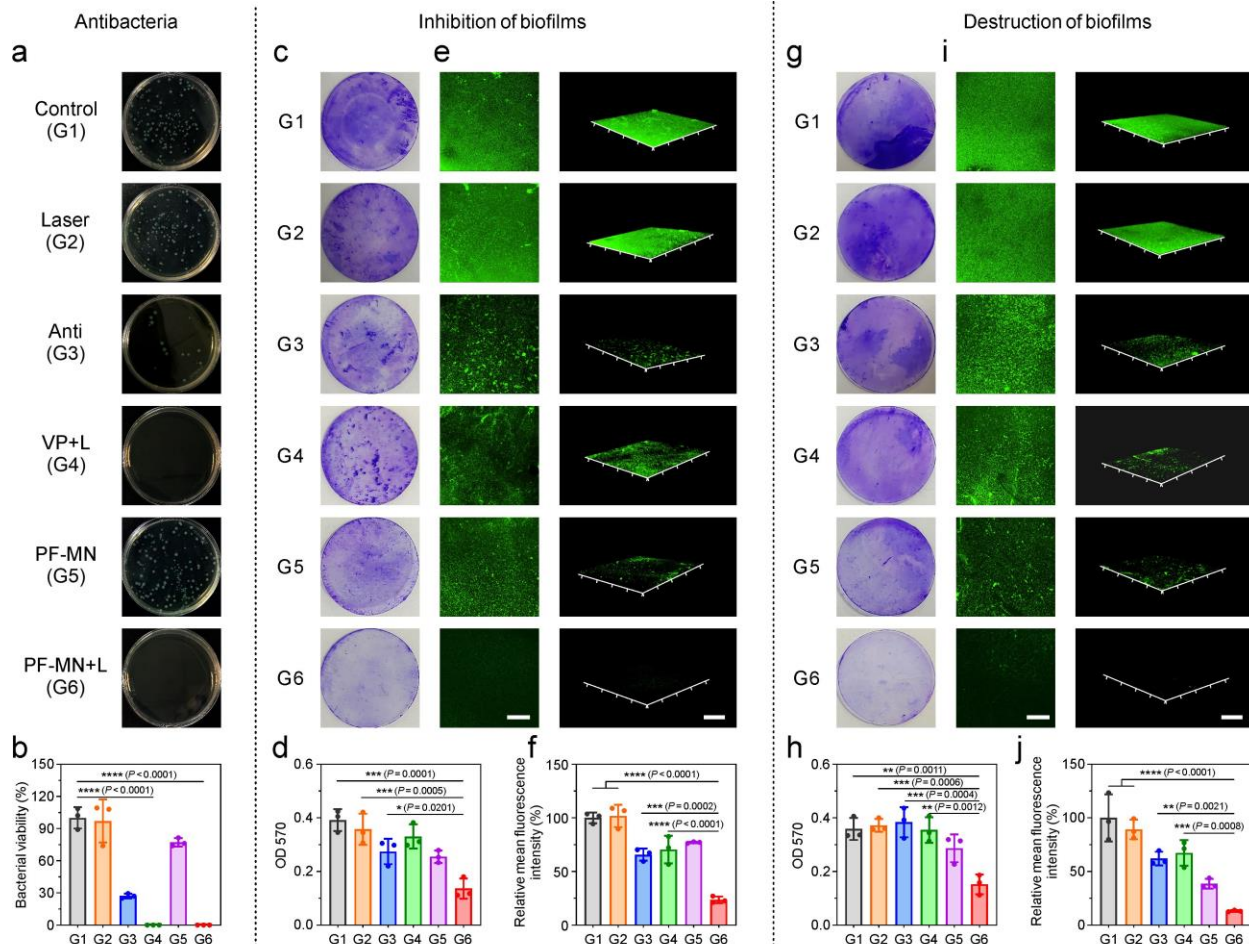 Antibacteria
Inhibition of biofilms
Destruction of biofilms
a
Control
(G1)
Laser
(G2)
Anti
(G3)
VP+L
(G4)
PF-MN
(G5)
PF-MN+L
(G6)
c
e
G1
G2
G3
G4
G5
G6
g
i
G1
G2
G3
G4
G5
G6
b
Bacterial viability (%)
150
100
50
0
**** (P < 0.0001)
**** (P < 0.0001)
G1 G2 G3 G4 G5 G6
d
OD 570
0.6
0.4
0.2
0.0
*** (P = 0.0001)
*** (P = 0.0005)
* (P = 0.0201)
G1 G2 G3 G4 G5 G6
f
Relative mean fluorescence
intensity (%)
150
100
50
0
**** (P < 0.0001)
*** (P = 0.0002)
**** (P < 0.0001)
G1 G2 G3 G4 G5 G6
h
OD 570
0.6
0.4
0.2
0.0
** (P = 0.0011)
*** (P = 0.0006)
*** (P = 0.0004)
** (P = 0.0012)
G1 G2 G3 G4 G5 G6
j
Relative mean fluorescence
intensity (%)
150
100
50
0
**** (P < 0.0001)
** (P = 0.0021)
*** (P = 0.0008)
G1 G2 G3 G4 G5 G6